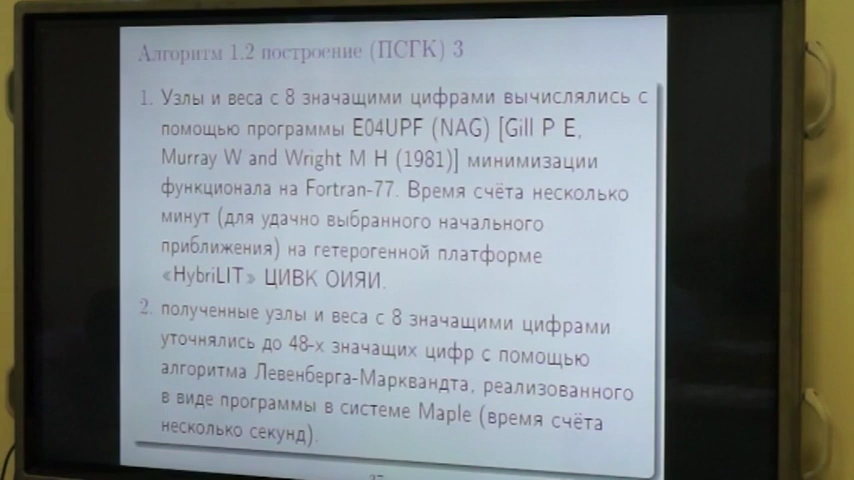 Алгоритм 1.2 построение (ПСГК) 3
1. Узлы и веса с 8 значащими цифрами вычислялись с
помощью программы E04UPF (NAG) [Gill P E,
Murray W and Wright M H (1981)] минимизации
функционала на Fortran-77. Время счёта несколько
минут (для удачно выбранного начального
приближения) на гетерогенной платформе
«HybriLIT» ЦИВК ОИЯИ.
2. полученные узлы и веса с 8 значащими цифрами
уточнялись до 48-х значащих цифр с помощью
алгоритма Левенберга-Марквандта, реализованного
в виде программы в системе Maple (время счёта
несколько секунд).